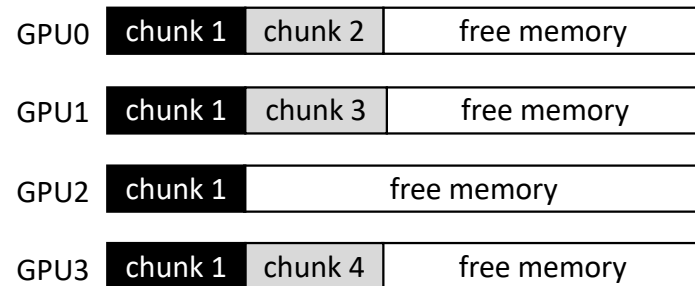 GPU0 chunk 1 chunk 2 free memory
GPU1 chunk 1 chunk 3 free memory
GPU2 chunk 1 free memory
GPU3 chunk 1 chunk 4 free memory